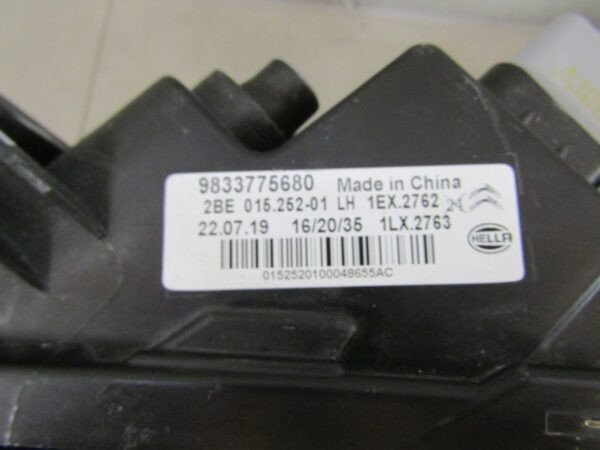 9833775680 Made in China
2BE 015.252-01 LH 1EX.2762
22.07.19 16/20/35 1LX.2763
HELLA
0152520100048655AC